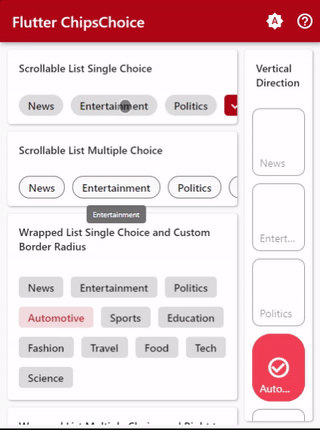 Flutter ChipsChoice
A
Scrollable List Single Choice
News Entertainment Politics
Scrollable List Multiple Choice
News Entertainment Politics
Entertainment
Wrapped List Single Choice and Custom
Border Radius
News Entertainment Politics
Automotive Sports Education
Fashion Travel Food Tech
Science
Vertical
Direction
News
Entert...
Politics
Auto...